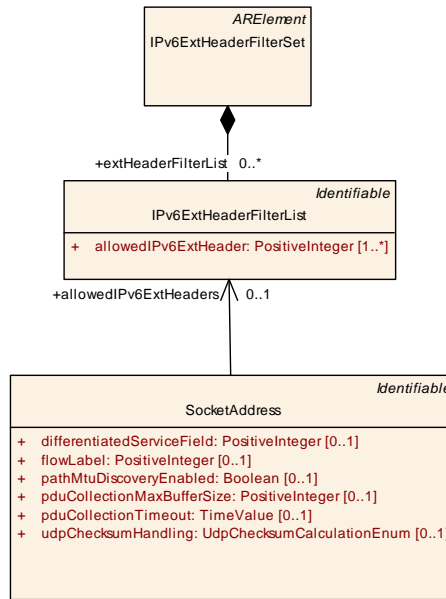 ARElement
IPv6ExtHeaderFilterSet
+extHeaderFilterList 0..*
Identifiable
IPv6ExtHeaderFilterList
+ allowedIPv6ExtHeader: PositiveInteger [1..*]
+allowedIPv6ExtHeaders 0..1
Identifiable
SocketAddress
+ differentiatedServiceField: PositiveInteger [0..1]
+ flowLabel: PositiveInteger [0..1]
+ pathMtuDiscoveryEnabled: Boolean [0..1]
+ pduCollectionMaxBufferSize: PositiveInteger [0..1]
+ pduCollectionTimeout: TimeValue [0..1]
+ udpChecksumHandling: UdpChecksumCalculationEnum [0..1]